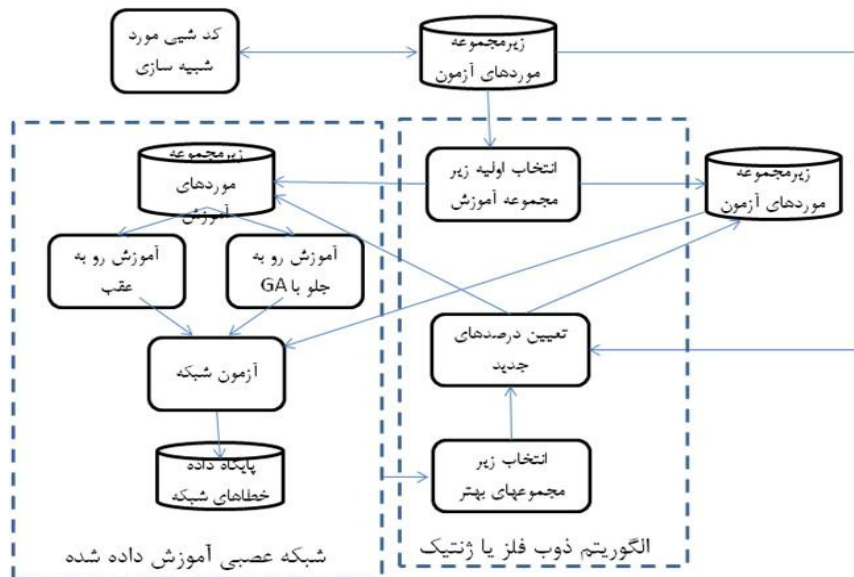 کد شیی مورد
شبیه سازی
زیرمجموعه
موردهای آزمون
زیرمجموعه
موردهای
آموزش
انتخاب اولیه زیر
مجموعه آموزش
زیرمجموعه
موردهای آزمون
آموزش رو به
جلو با GA
آموزش رو به
عقب
تعیین درصدهای
جدید
آزمون شبکه
انتخاب زیر
مجموعهای بهتر
پایگاه داده
خطاهای شبکه
الگوریتم ذوب فلز یا ژنتیک
شبکه عصبی آموزش داده شده